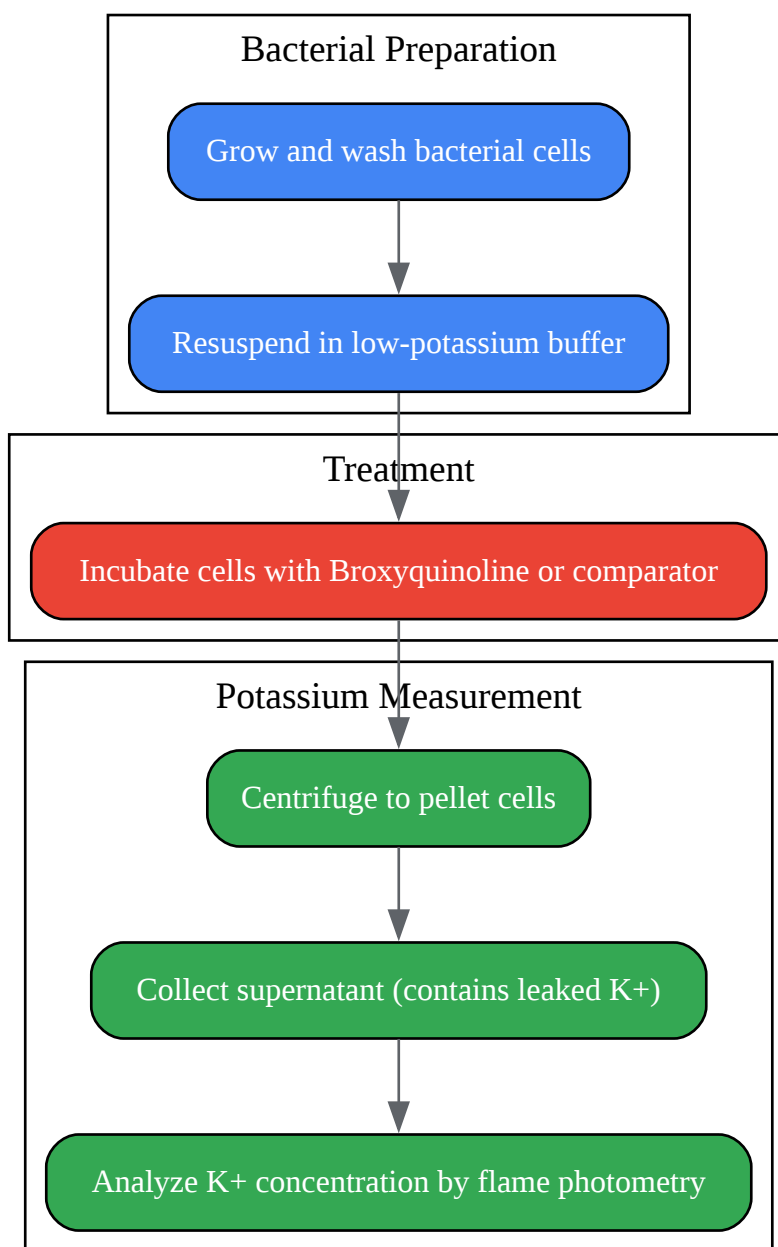 Bacterial Preparation
Grow and wash bacterial cells
Resuspend in low-potassium buffer
Treatment
Incubate cells with Broxyquinoline or comparator
Potassium Measurement
Centrifuge to pellet cells
Collect supernatant (contains leaked K+)
Analyze K+ concentration by flame photometry